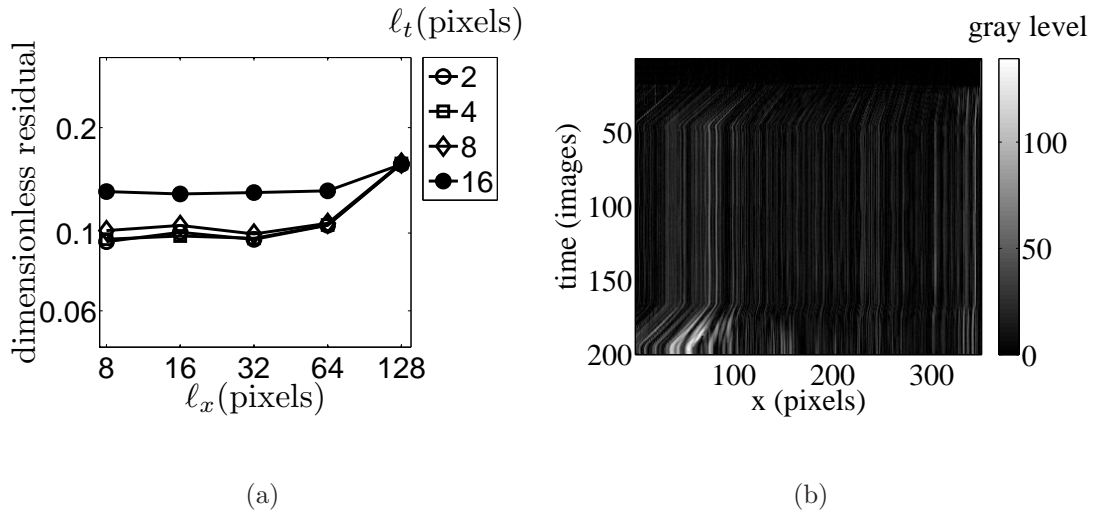 ℓt(pixels)
2
4
8
16
dimensionless residual
0.2
0.1
0.06
8 16 32 64 128
ℓx(pixels)
(a)
gray level
100
50
0
time (images)
50
100
150
200
100 200 300
x (pixels)
(b)